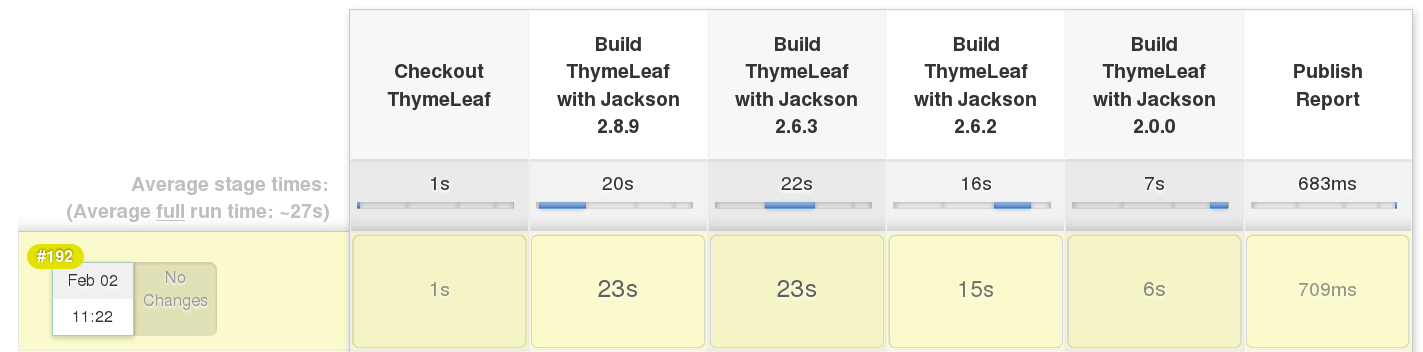 Checkout
ThymeLeaf
Build
ThymeLeaf
with Jackson
2.8.9
Build
ThymeLeaf
with Jackson
2.6.3
Build
ThymeLeaf
with Jackson
2.6.2
Build
ThymeLeaf
with Jackson
2.0.0
Publish
Report
Average stage times:
(Average full run time: ~27s)
1s
20s
22s
16s
7s
683ms
#192
Feb 02
11:22
No
Changes
1s
23s
23s
15s
6s
709ms